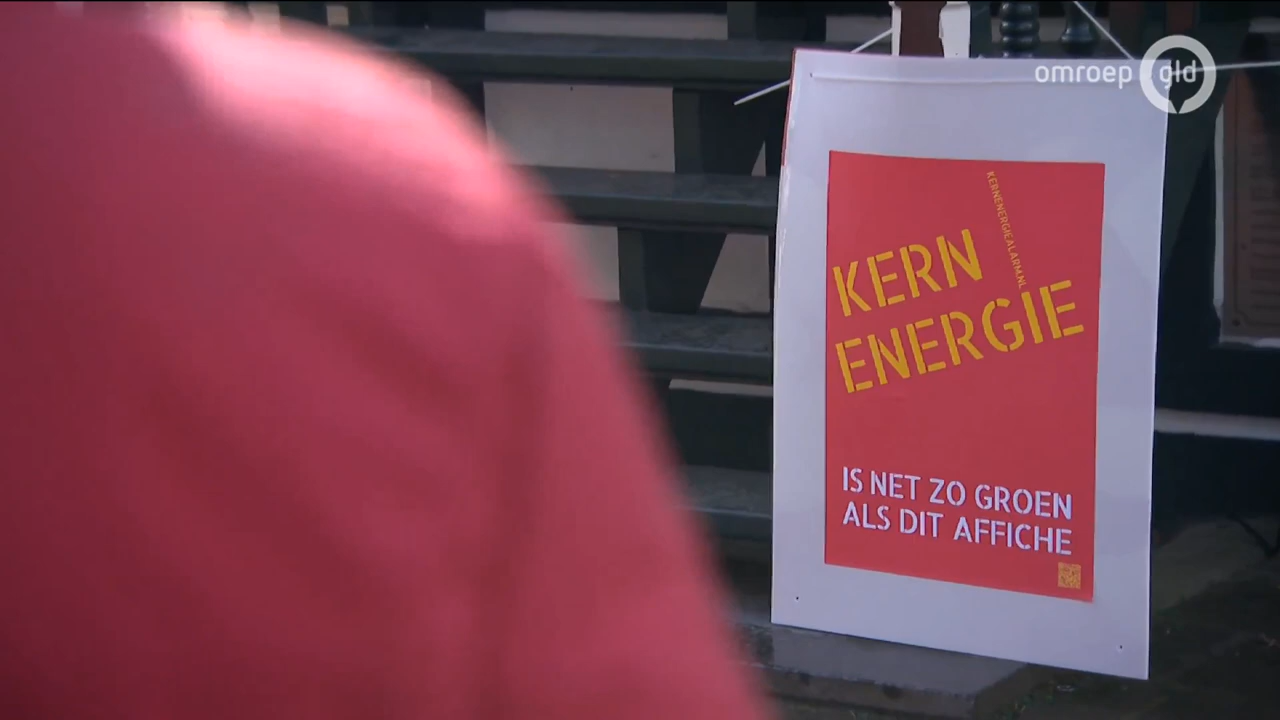 omroep gld
KERNENERGIEALARM.NL
KERN
ENERGIE
IS NET ZO GROEN
ALS DIT AFFICHE